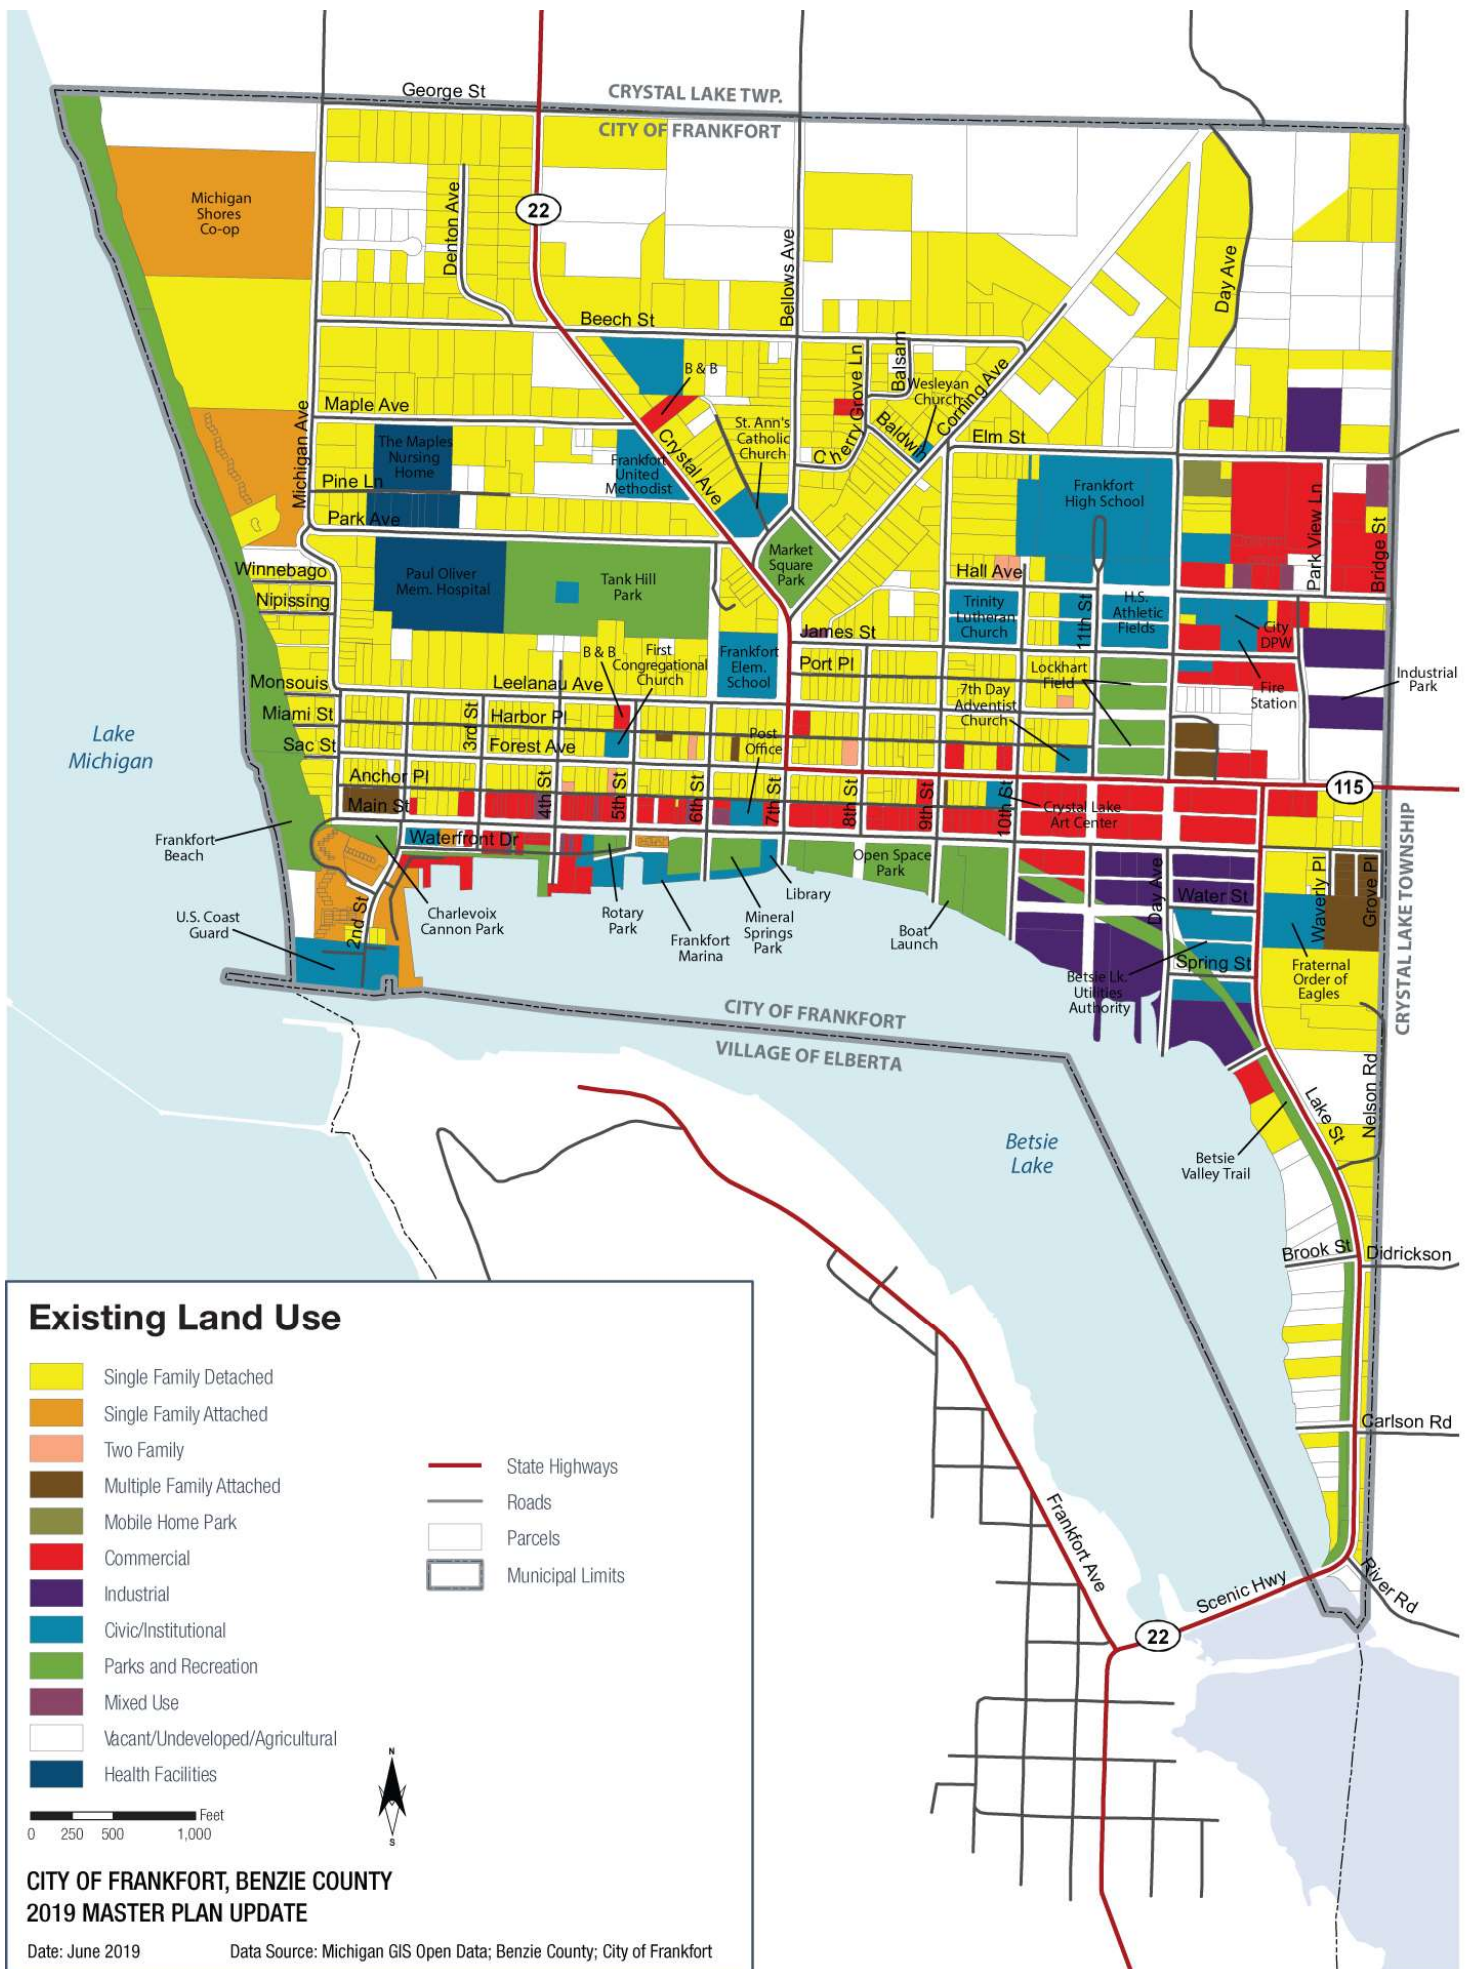 George St
CRYSTAL LAKE TWP.
CITY OF FRANKFORT
Michigan
Shores
Co-op
Denton Ave
22
Bellows Ave
Day Ave
Beech St
B & B
Cherry Grove Ln
Balsam
Wesleyan
Church
Corning Ave
Baldwin
Maple Ave
Michigan Ave
St. Ann's
Catholic
Church
Crystal Ave
Elm St
The Maples
Nursing
Home
Frankfort
United
Methodist
Frankfort
High School
Pine Ln
Park Ave
Park View Ln
Bridge St
Market
Square
Park
Winnebago
Nipissing
Paul Oliver
Mem. Hospital
Tank Hill
Park
Hall Ave
Trinity
Lutheran
Church
11th St
H.S.
Athletic
Fields
City
DPW
James St
B & B
First
Congregational
Church
Frankfort
Elem.
School
Port Pl
Lockhart
Field
Fire
Station
Industrial
Park
Monsouis
Leelanau Ave
7th Day
Adventist
Church
Miami St
3rd St
Harbor Pl
Sac St
Forest Ave
Post
Office
Lake
Michigan
Anchor Pl
Main St
4th St
5th St
6th St
7th St
8th St
9th St
10th St
Crystal Lake
Art Center
115
Frankfort
Beach
Waterfront Dr
Open Space
Park
U.S. Coast
Guard
2nd St
Charlevoix
Cannon Park
Rotary
Park
Frankfort
Marina
Mineral
Springs
Park
Library
Boat
Launch
Day Ave
Water St
Waverly Pl
Grove Pl
Spring St
Betsie Lk.
Utilities
Authority
Fraternal
Order of
Eagles
CRYSTAL LAKE TOWNSHIP
CITY OF FRANKFORT
VILLAGE OF ELBERTA
Lake St
Nelson Rd
Betsie
Lake
Betsie
Valley Trail
Brook St
Didrickson
Carlson Rd
Frankfort Ave
Scenic Hwy
River Rd
22
Existing Land Use
Single Family Detached
Single Family Attached
Two Family
Multiple Family Attached
Mobile Home Park
Commercial
Industrial
Civic/Institutional
Parks and Recreation
Mixed Use
Vacant/Undeveloped/Agricultural
Health Facilities
State Highways
Roads
Parcels
Municipal Limits
N
S
Feet
0 250 500 1,000
CITY OF FRANKFORT, BENZIE COUNTY
2019 MASTER PLAN UPDATE
Date: June 2019 Data Source: Michigan GIS Open Data; Benzie County; City of Frankfort